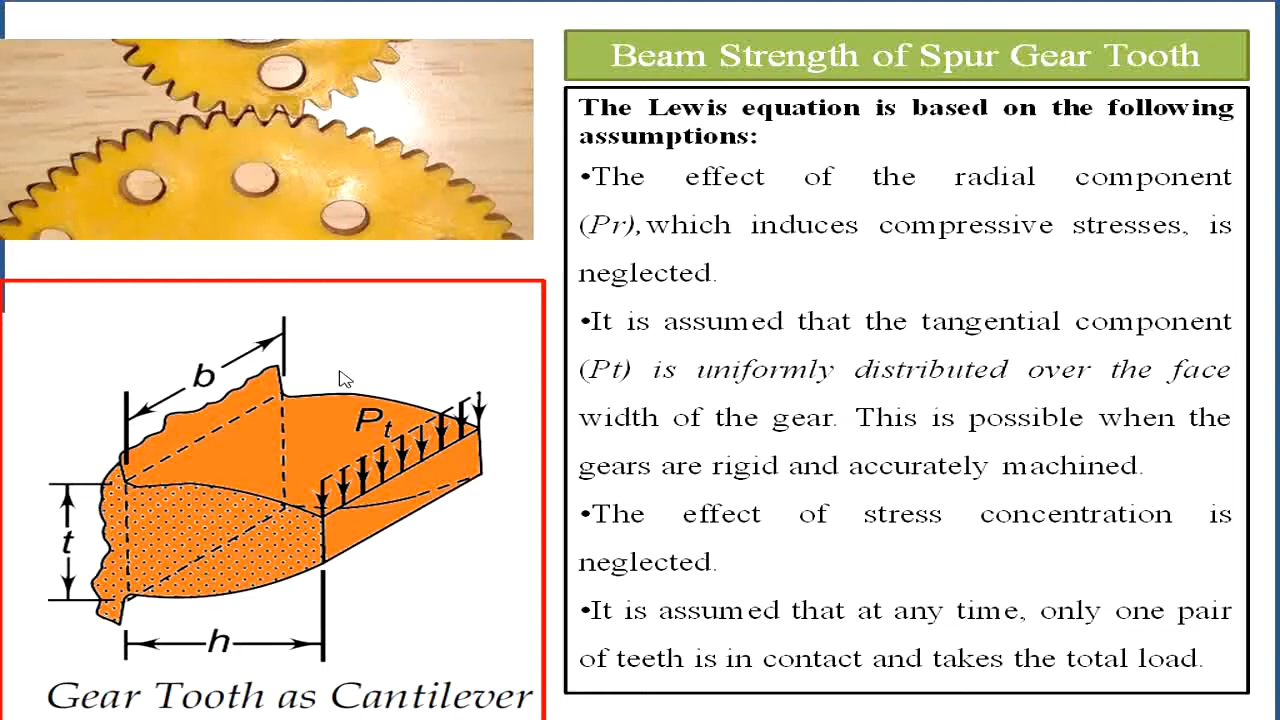 Beam Strength of Spur Gear Tooth
The Lewis equation is based on the following
assumptions:
•The effect of the radial component
(Pr), which induces compressive stresses, is
neglected.
•It is assumed that the tangential component
(Pt) is uniformly distributed over the face
width of the gear. This is possible when the
gears are rigid and accurately machined.
•The effect of stress concentration is
neglected.
•It is assumed that at any time, only one pair
of teeth is in contact and takes the total load.
b
Pt
t
h
Gear Tooth as Cantilever